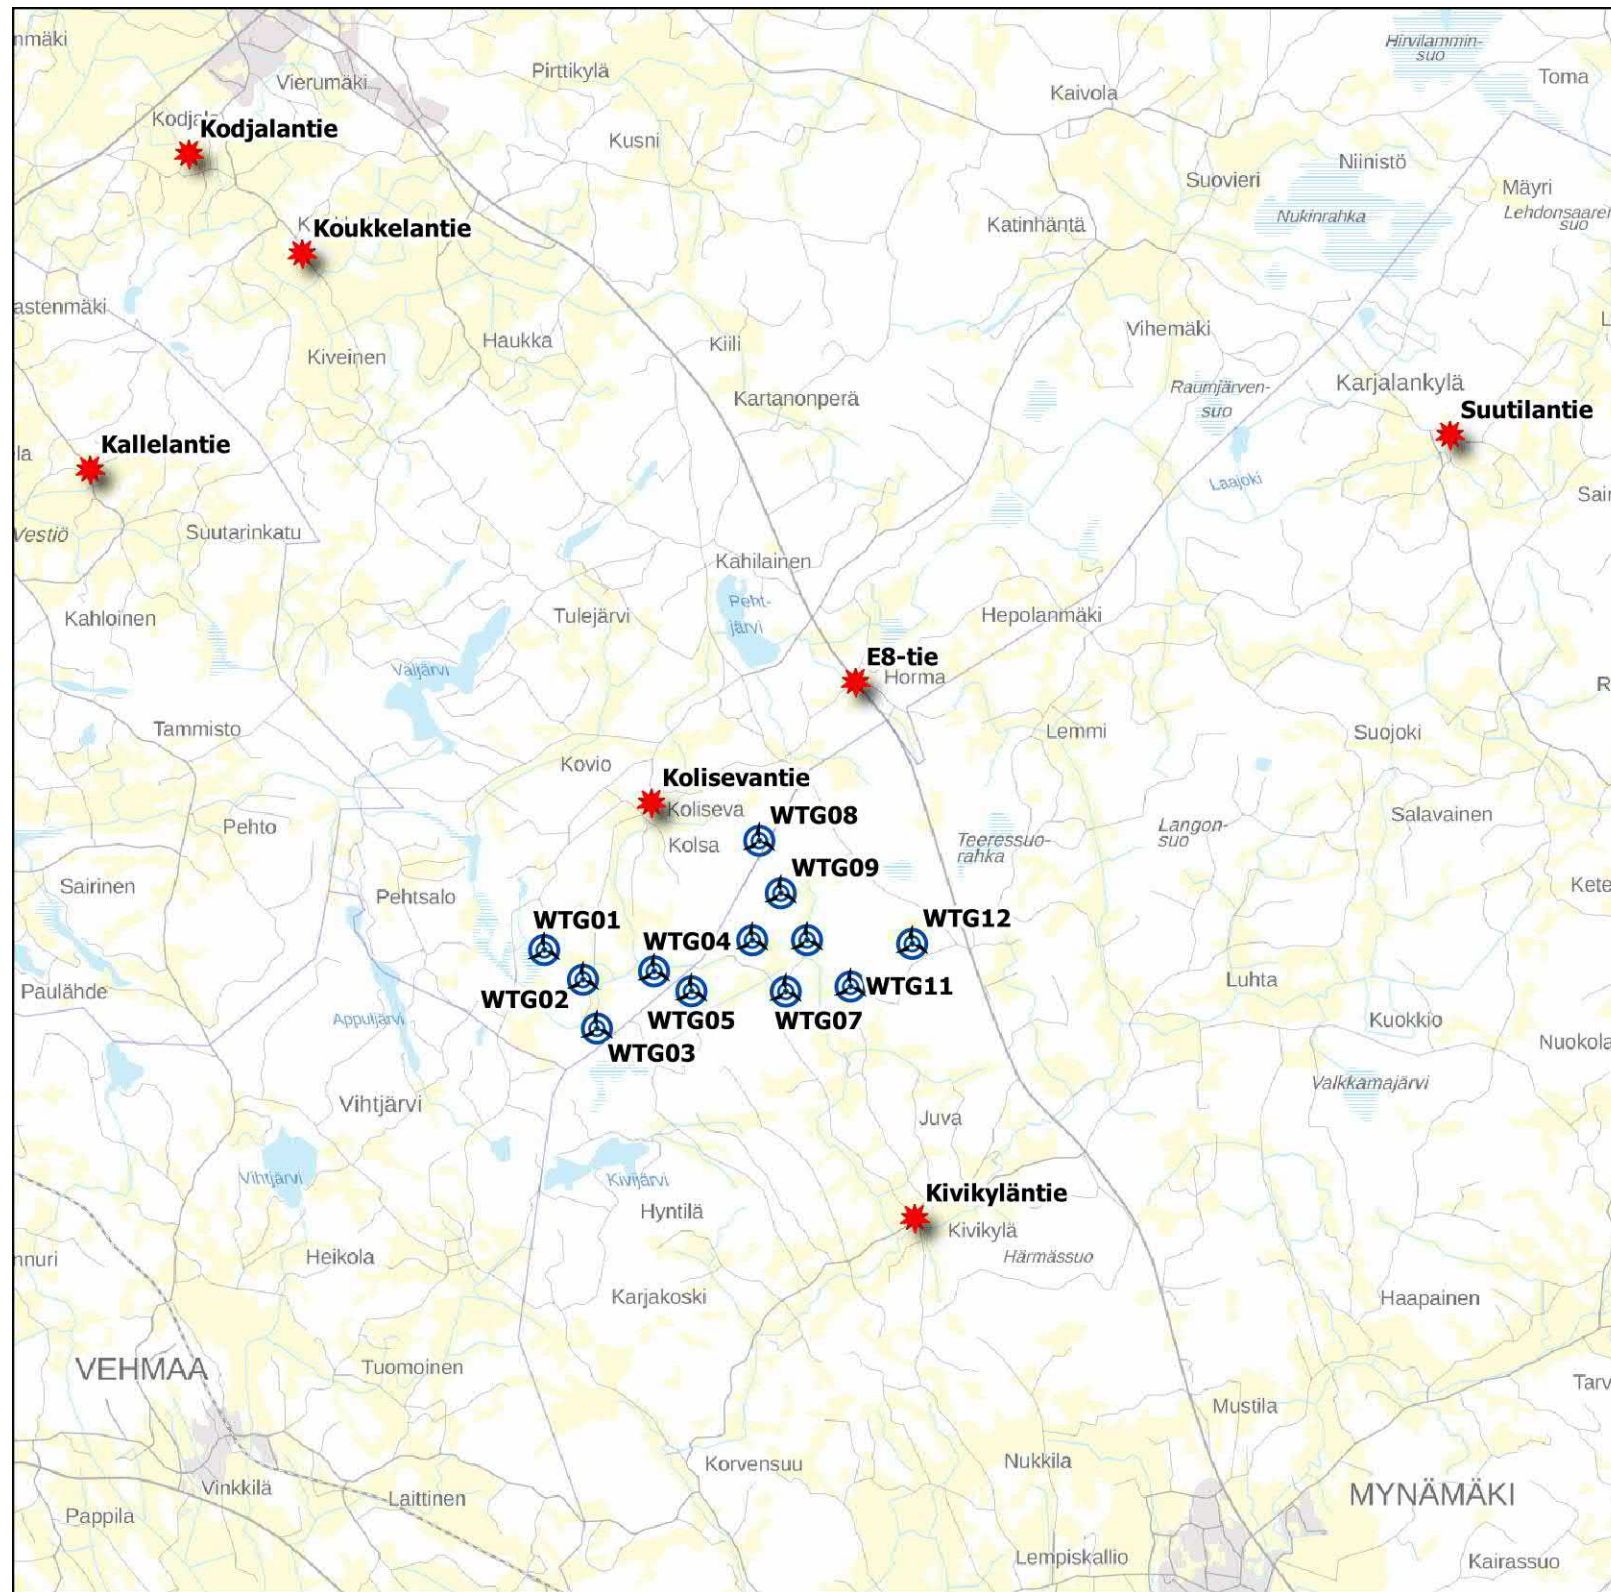 nmäki
Vierumäki
Pirttikylä
Kaivola
Hirvilammin-
suo
Toma
Kodjalantie
Kusni
Niinistö
Suovieri
Mäyri
Nukinrahka
Lehdonsaaren
suo
Katinhäntä
Koukkelantie
astenmäki
Haukka
Kiili
Vihemäki
Kiveinen
Kartanonperä
Raumjärven-
suo
Karjalankylä
Suutilantie
Kallelantie
la
Laajoki
Sair
Vestiö
Suutarinkatu
Kahilainen
Peht-
järvi
Kahloinen
Tulejärvi
Hepolanmäki
Valjärvi
E8-tie
Horma
R
Tammisto
Lemmi
Suojoki
Kovio
Kolisevantie
Koliseva
Kolsa
WTG08
Pehto
Teeressuo-
rahka
Langon-
suo
Salavainen
WTG09
Sairinen
Pehtsalo
Kete
WTG01
WTG04
WTG12
Paulähde
WTG02
WTG11
Luhta
Appuljärvi
WTG05
WTG07
Kuokkio
WTG03
Nuokola
Valkkamajärvi
Vihtjärvi
Juva
Vihtjärvi
Kivijärvi
Kivikyläntie
Hyntilä
Kivikylä
Härmässuo
nnuri
Heikola
Karjakoski
Haapainen
VEHMAA
Tuomoinen
Tarv
Mustila
Korvensuu
Nukkila
Vinkkilä
Laittinen
MYNÄMÄKI
Pappila
Lempiskallio
Kairassuo